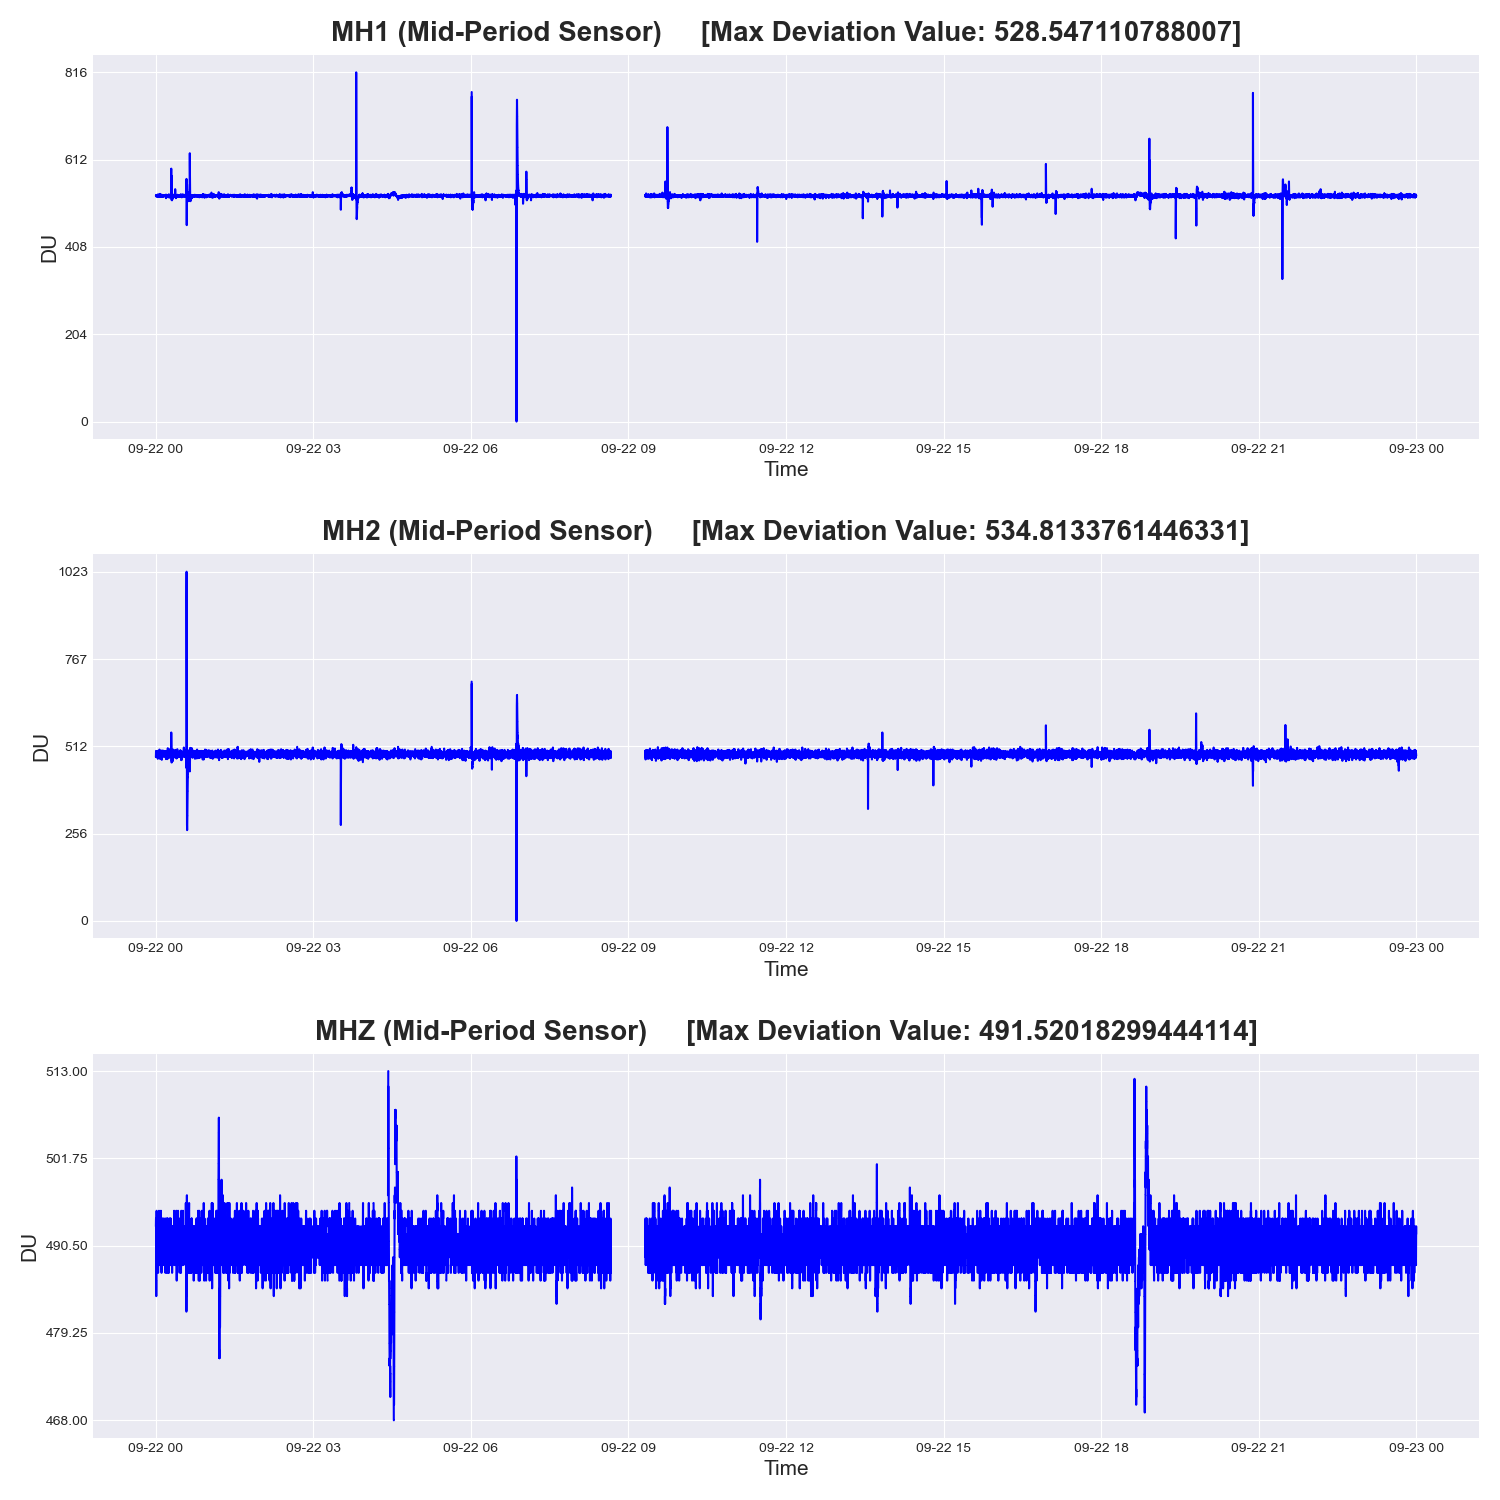 MH1 (Mid-Period Sensor) [Max Deviation Value: 528.547110788007]
816
612
408
204
0
DU
09-22 00 09-22 03 09-22 06 09-22 09 09-22 12 09-22 15 09-22 18 09-22 21 09-23 00
Time
MH2 (Mid-Period Sensor) [Max Deviation Value: 534.8133761446331]
1023
767
512
256
0
DU
09-22 00 09-22 03 09-22 06 09-22 09 09-22 12 09-22 15 09-22 18 09-22 21 09-23 00
Time
MHZ (Mid-Period Sensor) [Max Deviation Value: 491.52018299444114]
513.00
501.75
490.50
479.25
468.00
DU
09-22 00 09-22 03 09-22 06 09-22 09 09-22 12 09-22 15 09-22 18 09-22 21 09-23 00
Time